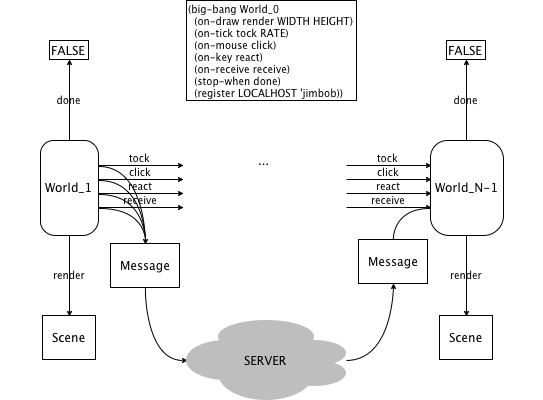 (big-bang World_0
(on-draw render WIDTH HEIGHT)
(on-tick tock RATE)
(on-mouse click)
(on-key react)
(on-receive receive)
(stop-when done)
(register LOCALHOST 'jimbob))
FALSE
FALSE
done
done
World_1
tock
click
react
receive
...
tock
click
react
receive
World_N-1
Message
Message
render
render
Scene
Scene
SERVER